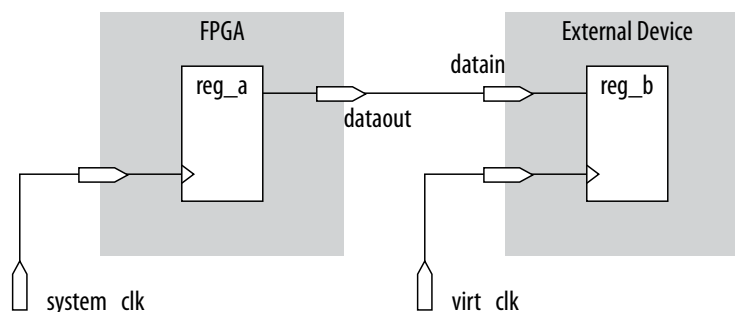 FPGA
External Device
datain
reg_a
reg_b
dataout
system_clk
virt_clk